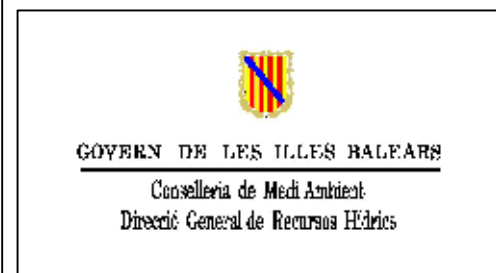 GOVERN DE LES ILLES BALEARS
Conselleria de Medi Ambient
Direcció General de Recursos Hídrics